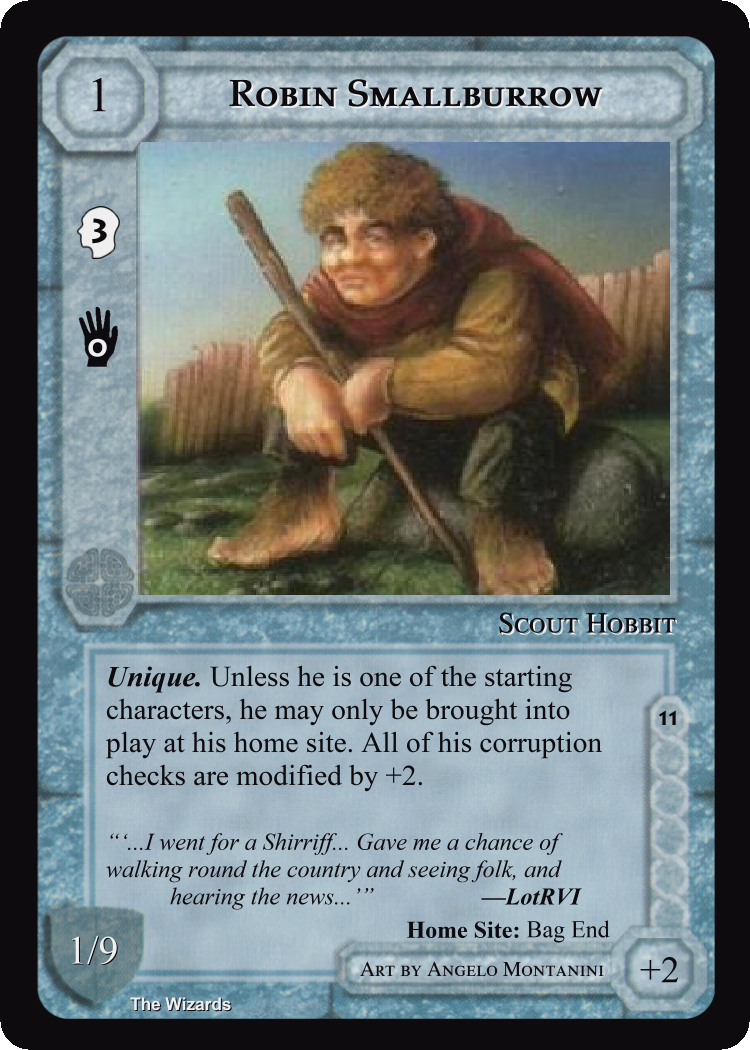 1
Robin Smallburrow
3
0
Scout Hobbit
Unique. Unless he is one of the starting
characters, he may only be brought into
play at his home site. All of his corruption
checks are modified by +2.
11
“‘...I went for a Shirriff... Gave me a chance of
walking round the country and seeing folk, and
hearing the news...’” —LotRVI
Home Site: Bag End
1/9
Art by Angelo Montanini
+2
The Wizards